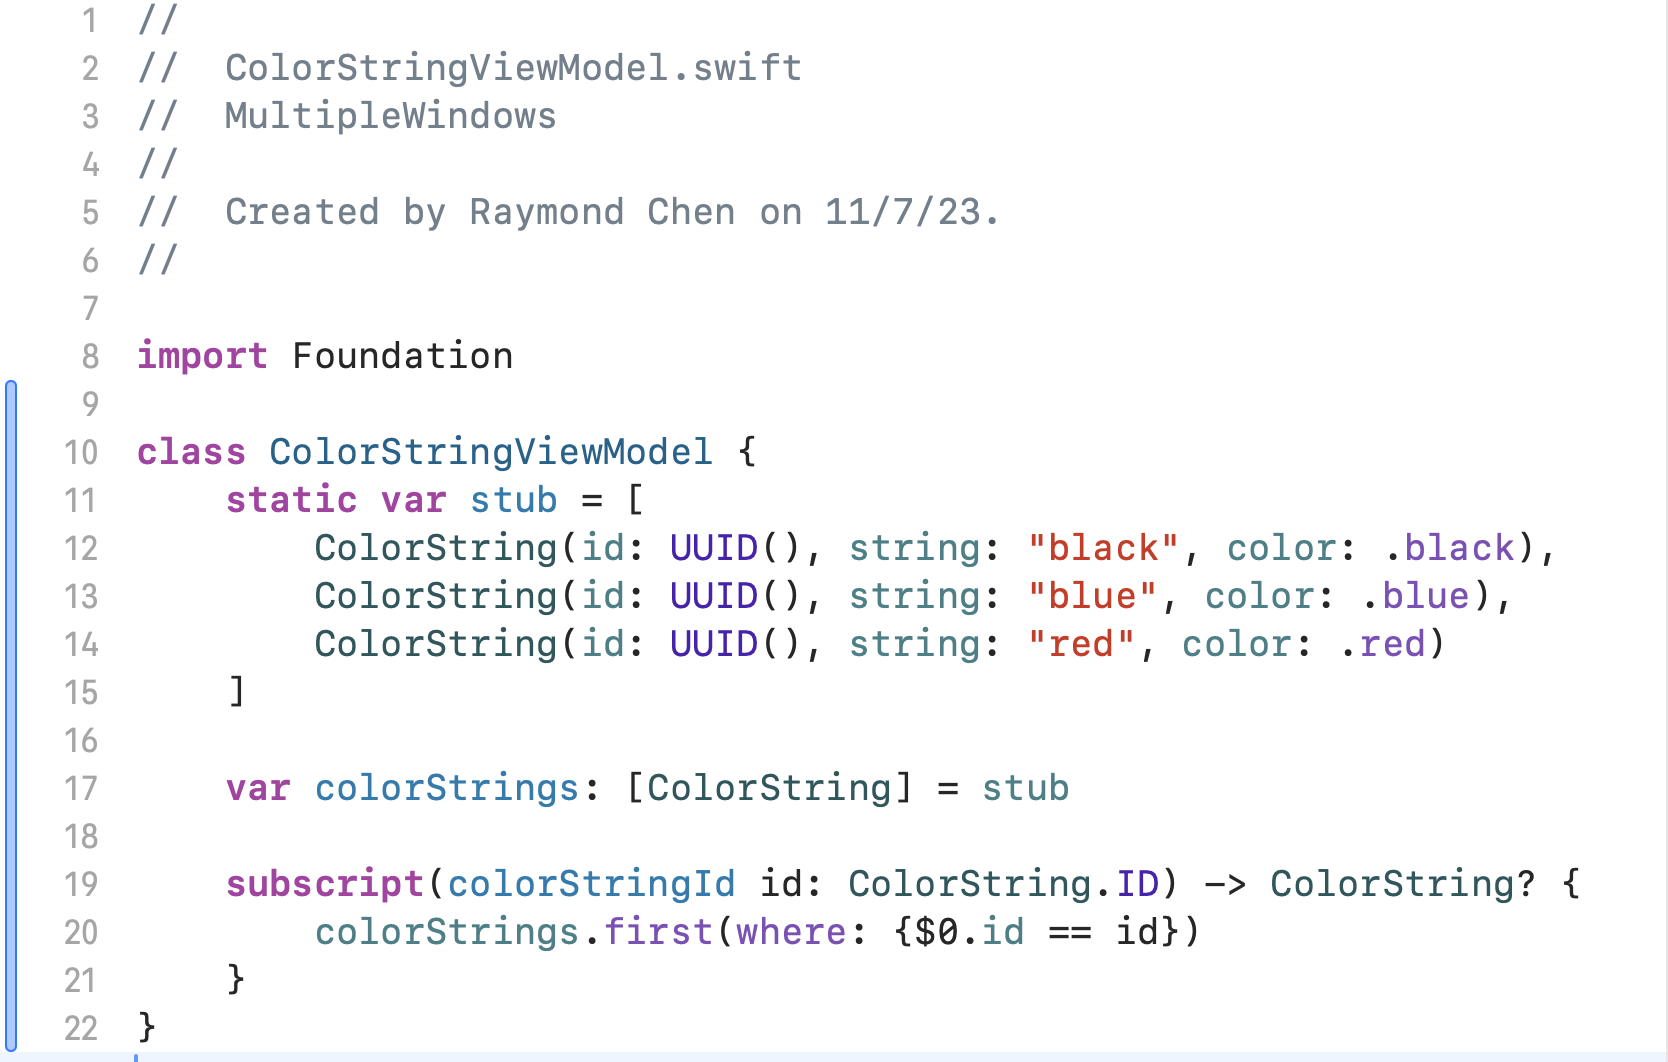 1 //
2 //  ColorStringViewModel.swift
3 //  MultipleWindows
4 //
5 //  Created by Raymond Chen on 11/7/23.
6 //
7
8 import Foundation
9
10 class ColorStringViewModel {
11     static var stub = [
12         ColorString(id: UUID(), string: "black", color: .black),
13         ColorString(id: UUID(), string: "blue", color: .blue),
14         ColorString(id: UUID(), string: "red", color: .red)
15     ]
16
17     var colorStrings: [ColorString] = stub
18
19     subscript(colorStringId id: ColorString.ID) -> ColorString? {
20         colorStrings.first(where: {$0.id == id})
21     }
22 }